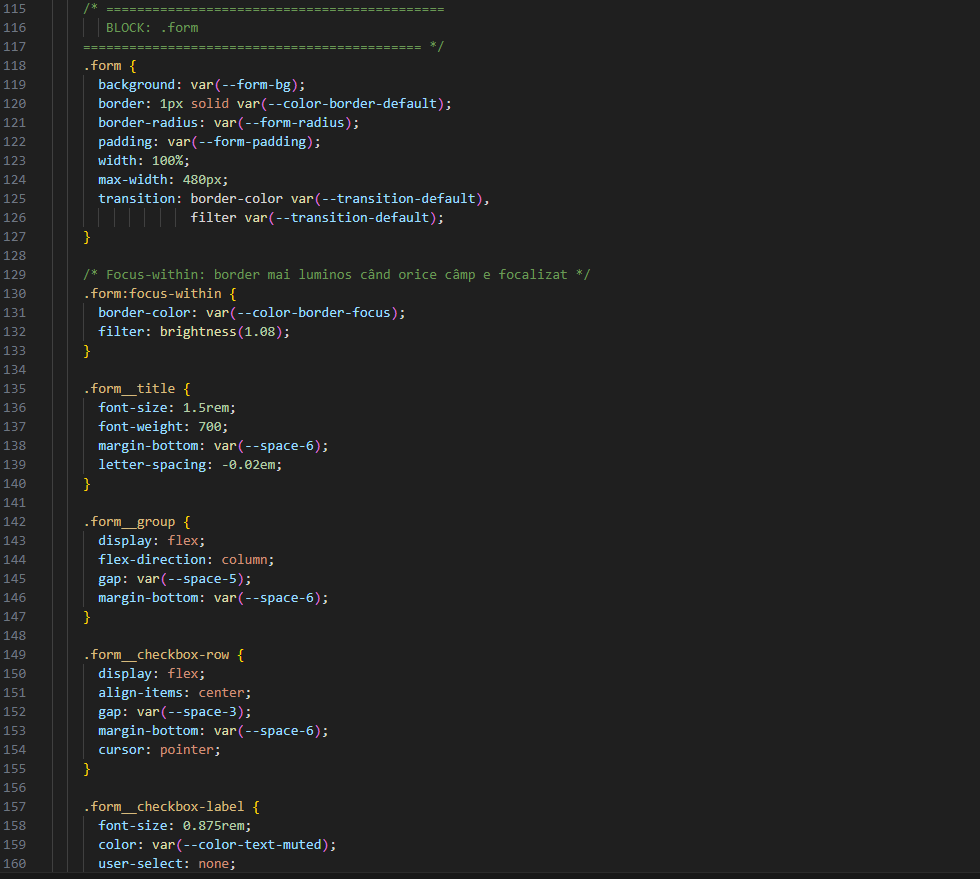 115 /* ============================================
116 BLOCK: .form
117 ============================================ */
118 .form {
119 background: var(--form-bg);
120 border: 1px solid var(--color-border-default);
121 border-radius: var(--form-radius);
122 padding: var(--form-padding);
123 width: 100%;
124 max-width: 480px;
125 transition: border-color var(--transition-default),
126 filter var(--transition-default);
127 }
128
129 /* Focus-within: border mai luminos când orice câmp e focalizat */
130 .form:focus-within {
131 border-color: var(--color-border-focus);
132 filter: brightness(1.08);
133 }
134
135 .form__title {
136 font-size: 1.5rem;
137 font-weight: 700;
138 margin-bottom: var(--space-6);
139 letter-spacing: -0.02em;
140 }
141
142 .form__group {
143 display: flex;
144 flex-direction: column;
145 gap: var(--space-5);
146 margin-bottom: var(--space-6);
147 }
148
149 .form__checkbox-row {
150 display: flex;
151 align-items: center;
152 gap: var(--space-3);
153 margin-bottom: var(--space-6);
154 cursor: pointer;
155 }
156
157 .form__checkbox-label {
158 font-size: 0.875rem;
159 color: var(--color-text-muted);
160 user-select: none;